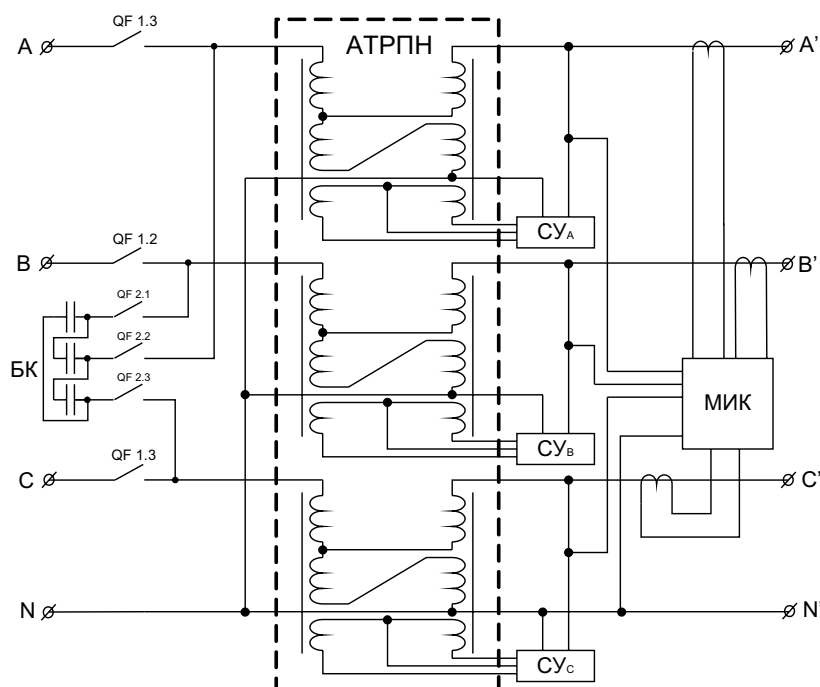 QF 1.3
A
АТРПН
A'
СУA
QF 1.2
B
B'
QF 2.1
QF 2.2
БК
QF 2.3
МИК
СУB
QF 1.3
C
C'
N
N'
СУC